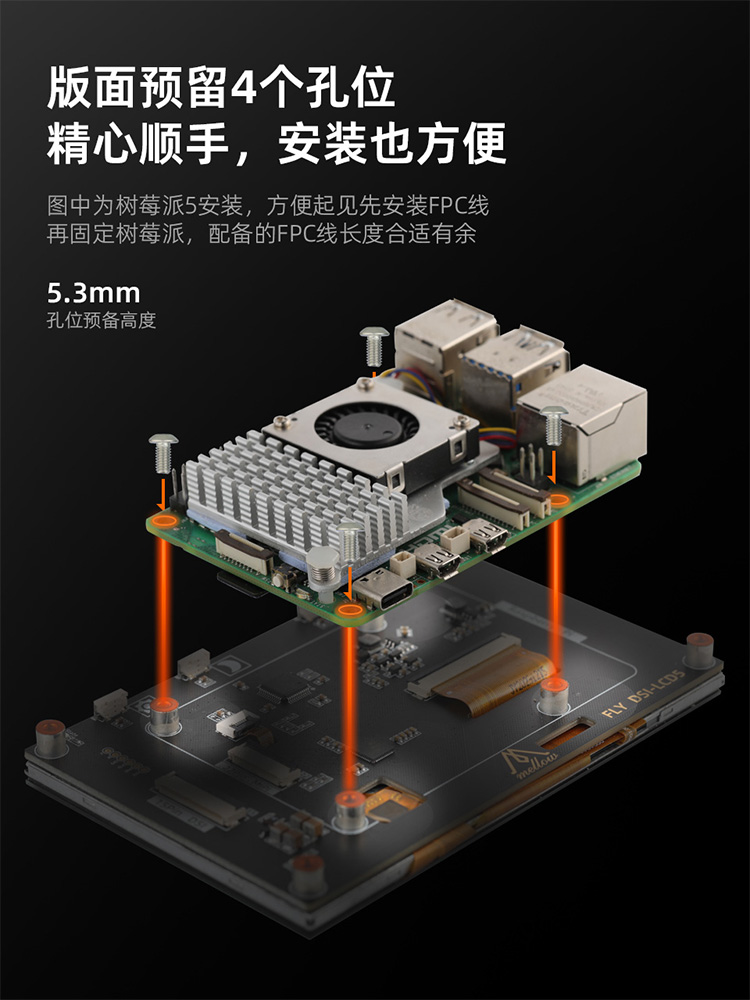 版面预留4个孔位
精心顺手，安装也方便
图中为树莓派5安装，方便起见先安装FPC线
再固定树莓派，配备的FPC线长度合适有余
5.3mm
孔位预备高度
FLY DSI-LCD5
mellow